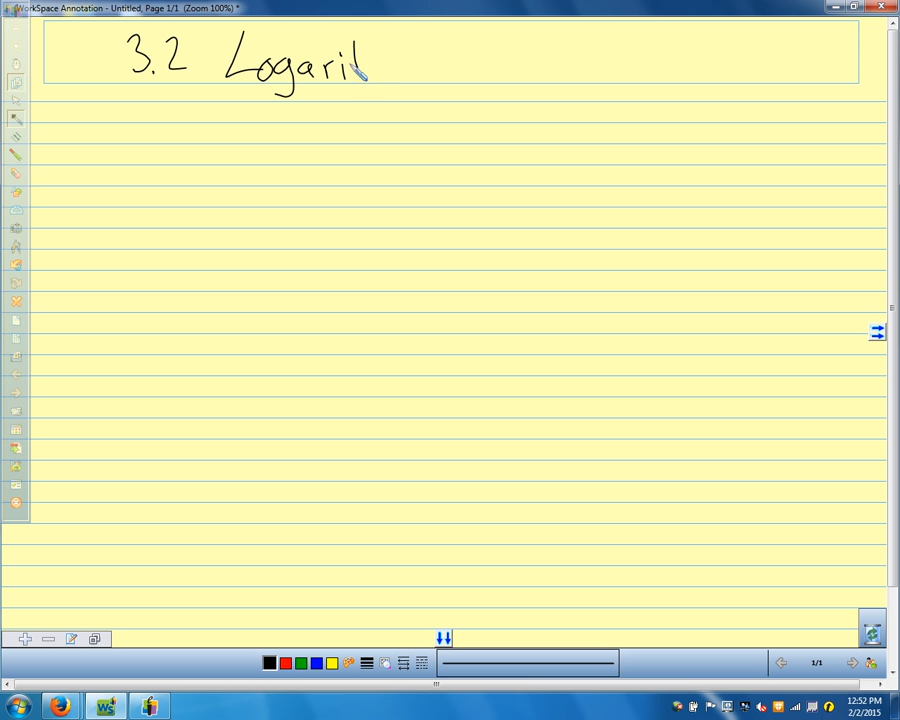 WorkSpace Annotation - Untitled, Page 1/1 (Zoom 100%) *
3.2 Logarit
1/1
12:52 PM
2/2/2015